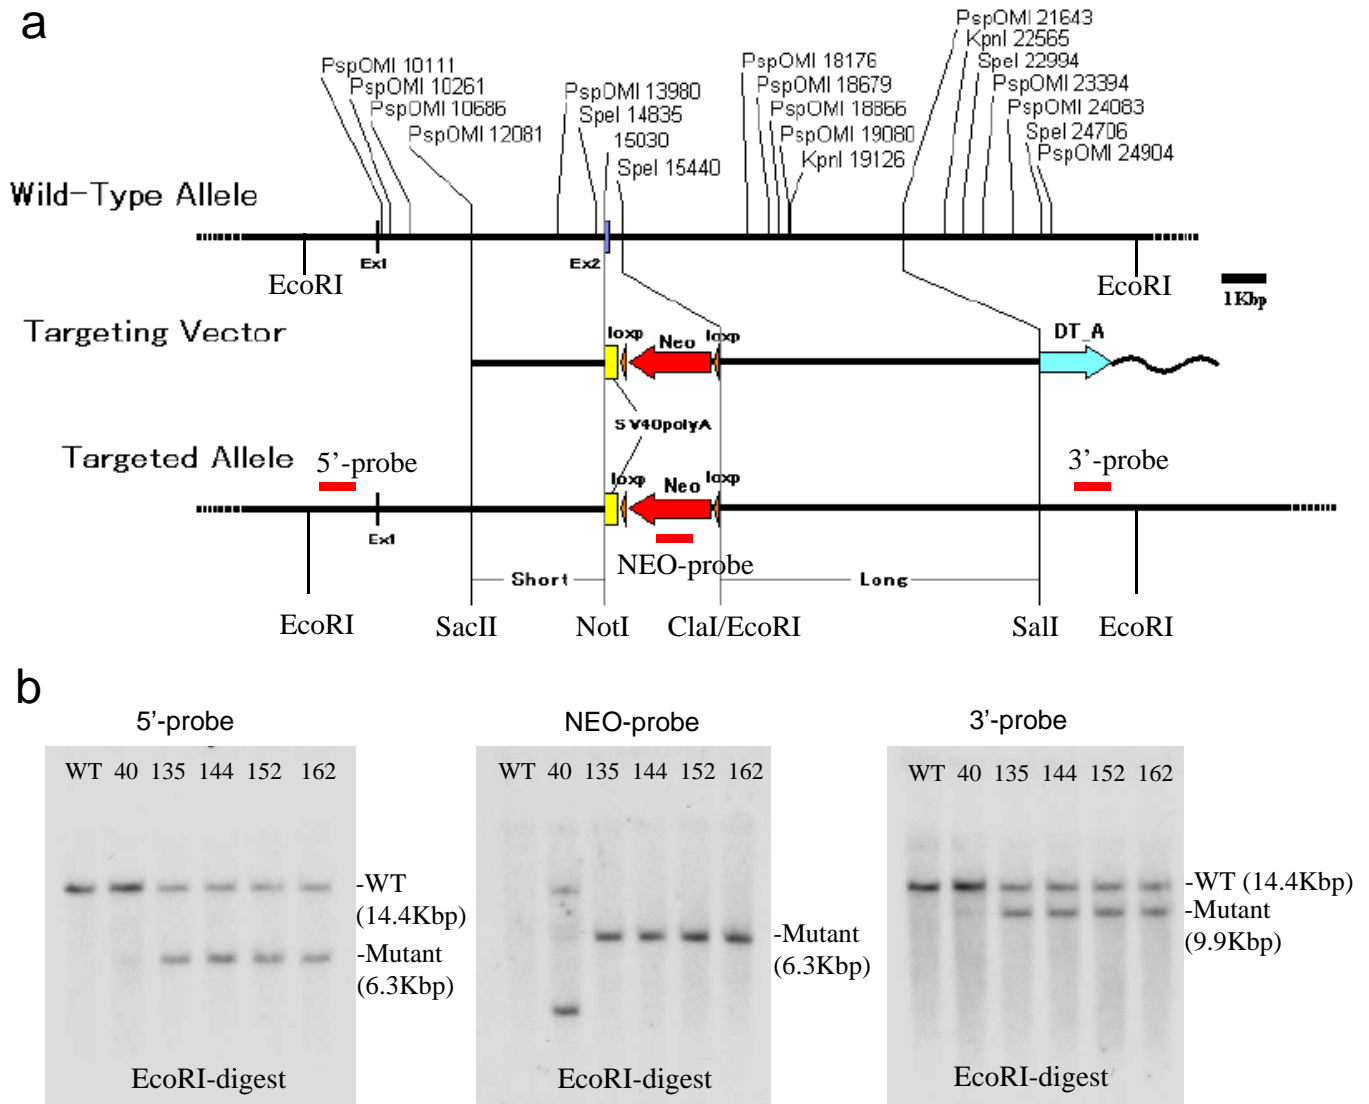 a
PspOMI 10111
PspOMI 10261
PspOMI 10686
PspOMI 12081
PspOMI 13980
SpeI 14835
15030
SpeI 15440
PspOMI 18176
PspOMI 18679
PspOMI 18866
PspOMI 19080
KpnI 19126
PspOMI 21643
KpnI 22565
SpeI 22994
PspOMI 23394
PspOMI 24083
SpeI 24706
PspOMI 24904
Wild-Type Allele
Ex1
Ex2
EcoRI
EcoRI
1Kbp
Targeting Vector
loxp
Neo
loxp
DT_A
SV40polyA
Targeted Allele
5'-probe
3'-probe
loxp
Neo
loxp
Ex1
NEO-probe
Short
Long
EcoRI
SacII
NotI
ClaI/EcoRI
SalI
EcoRI
b
5'-probe
WT 40 135 144 152 162
-WT
(14.4Kbp)
-Mutant
(6.3Kbp)
EcoRI-digest
NEO-probe
WT 40 135 144 152 162
-Mutant
(6.3Kbp)
EcoRI-digest
3'-probe
WT 40 135 144 152 162
-WT (14.4Kbp)
-Mutant
(9.9Kbp)
EcoRI-digest